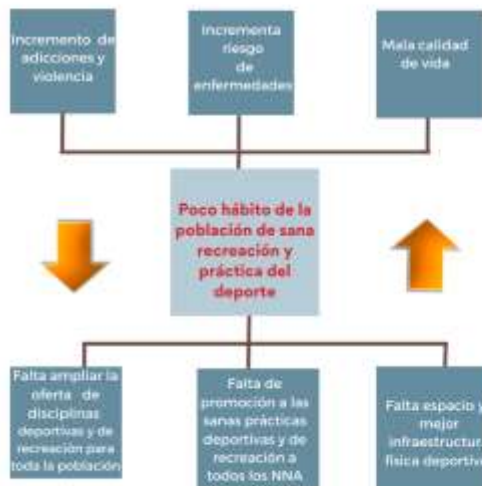 Incremento de
adicciones y
violencia
Incrementa
riesgo
de
enfermedades
Mala calidad
de vida
Poco hábito de la
población de sana
recreación y
práctica del
deporte
Falta ampliar la
oferta de
disciplinas
deportivas y de
recreación para
toda la población
Falta de
promoción a las
sanas prácticas
deportivas y de
recreación a
todos los NNA
Falta espacio y
mejor
infraestructura
física deportiva